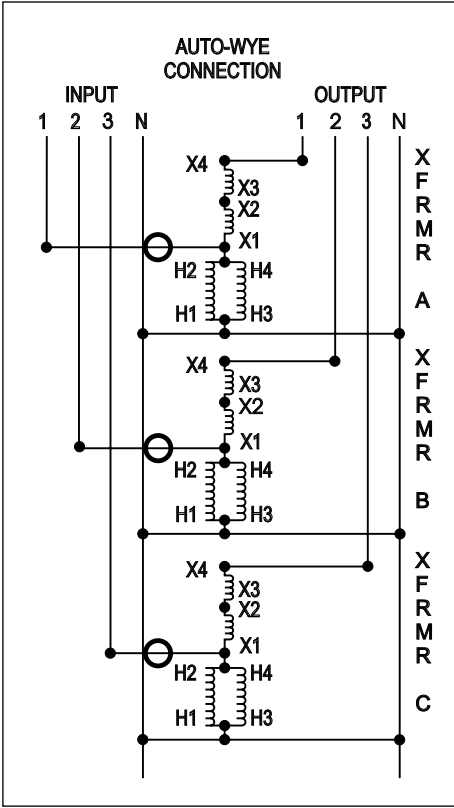 AUTO-WYE
CONNECTION
INPUT OUTPUT
1 2 3 N 1 2 3 N
X4
X3
X2
X1
H2 H4
H1 H3
X
F
R
M
R
A
X4
X3
X2
X1
H2 H4
H1 H3
X
F
R
M
R
B
X4
X3
X2
X1
H2 H4
H1 H3
X
F
R
M
R
C